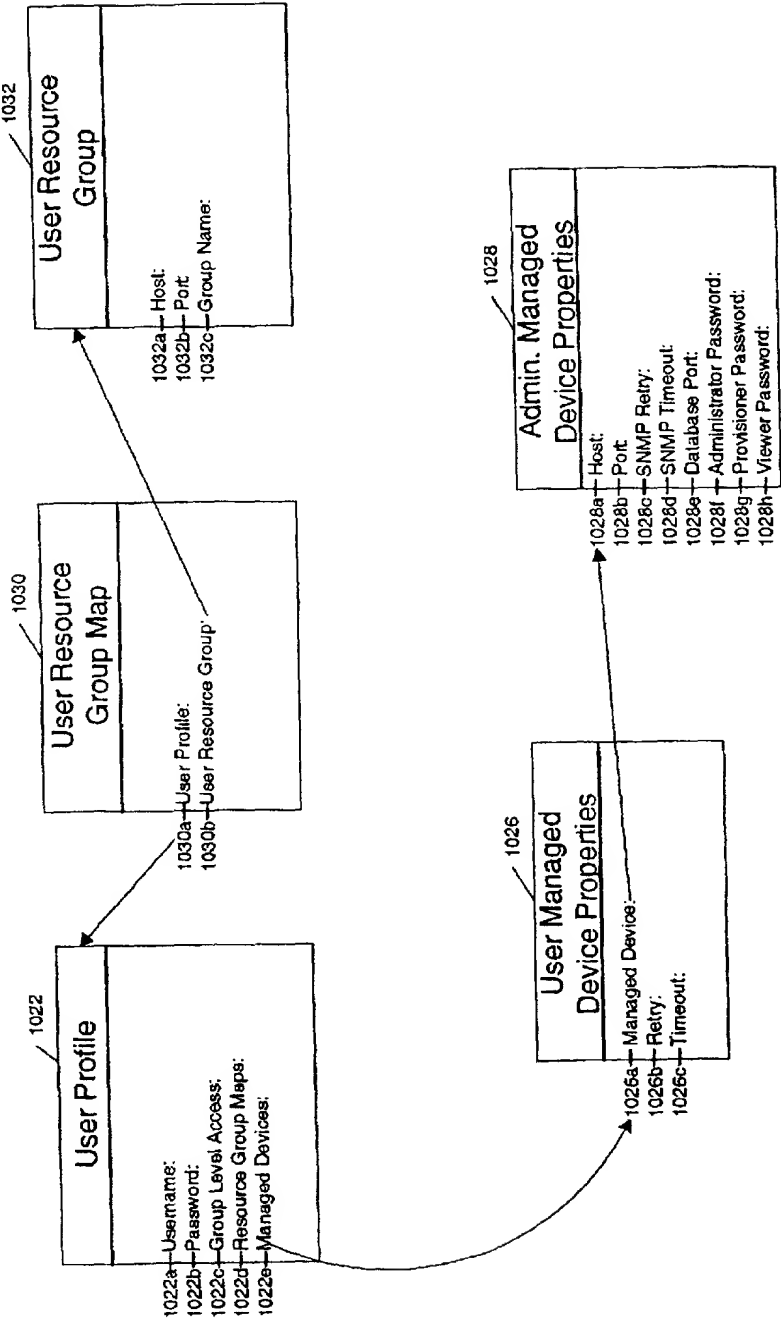 1022
User Profile
1022a Username:
1022b Password:
1022c Group Level Access:
1022d Resource Group Maps:
1022e Managed Devices:
1030
User Resource
Group Map
1030a User Profile:
1030b User Resource Group:
1032
User Resource
Group
1032a Host:
1032b Port:
1032c Group Name:
1026
User Managed
Device Properties
1026a Managed Device:
1026b Retry:
1026c Timeout:
1028
Admin. Managed
Device Properties
1028a Host:
1028b Port:
1028c SNMP Retry:
1028d SNMP Timeout:
1028e Database Port:
1028f Administrator Password:
1028g Provisioner Password:
1028h Viewer Password: